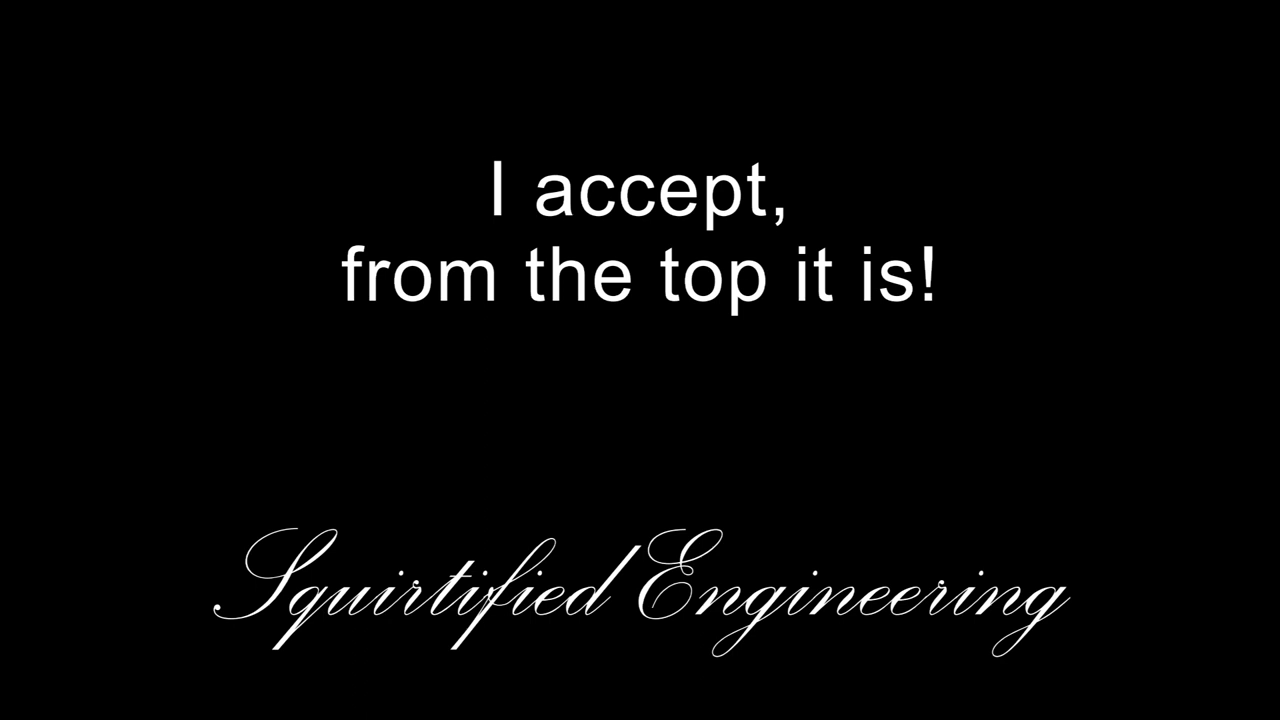 I accept,
from the top it is!
Squirtified Engineering